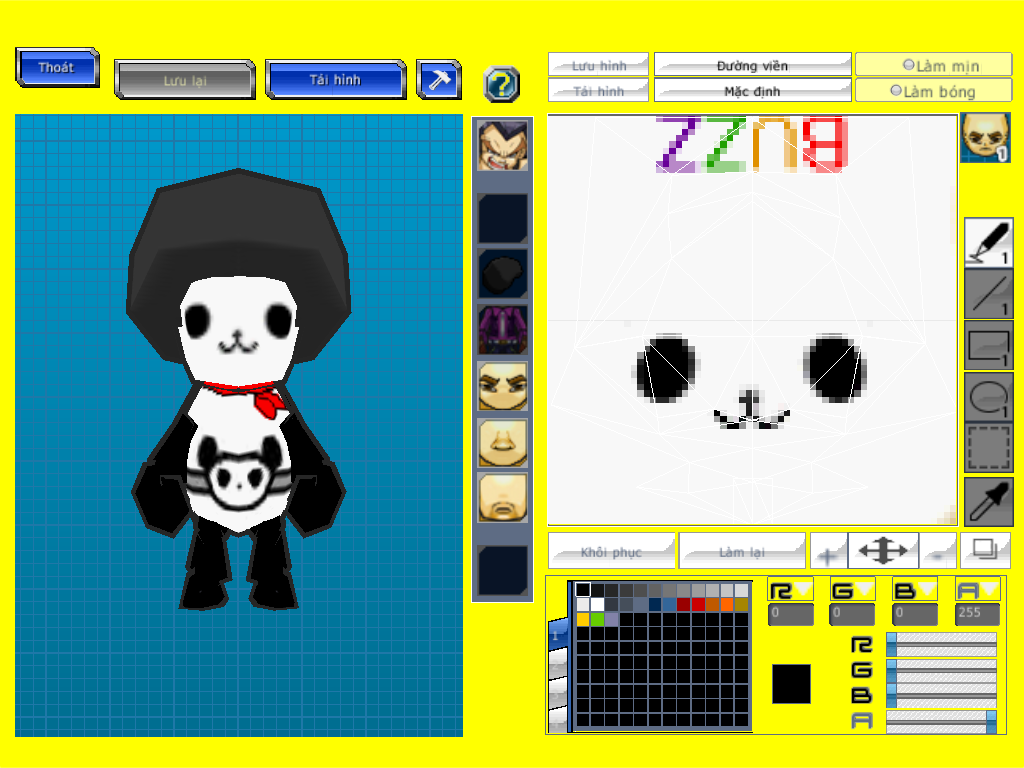 Thoát
Lưu lại
Tải hình
?
Lưu hình
Đường viền
Làm mịn
Tải hình
Mặc định
Làm bóng
BUZZ
1
1
1
1
1
Khôi phục
Làm lại
+
-
R G B A
0 0 0 255
1
R
G
B
A